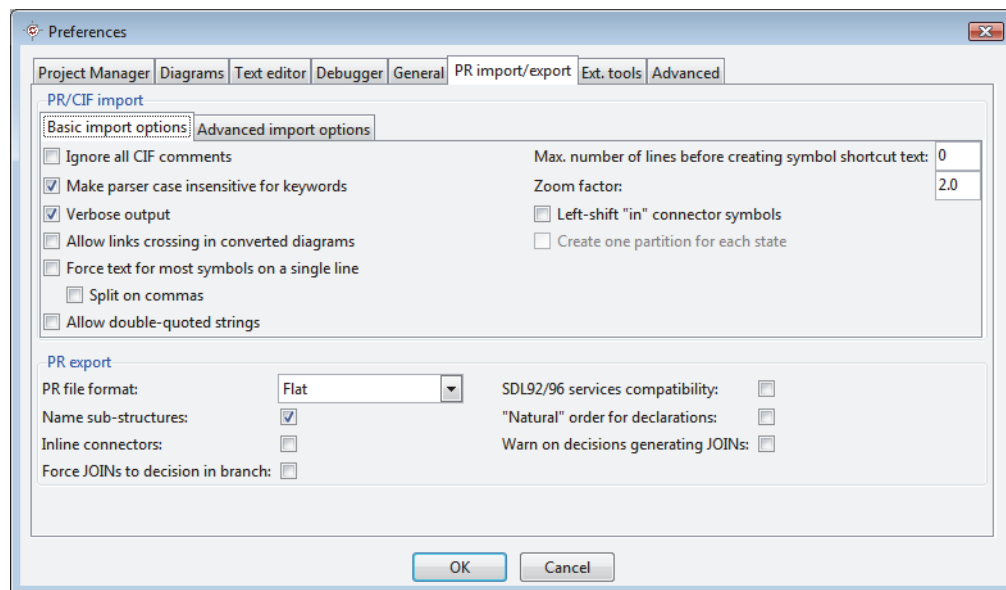 Preferences
Project Manager Diagrams Text editor Debugger General PR import/export Ext. tools Advanced
PR/CIF import
Basic import options Advanced import options
Ignore all CIF comments Max. number of lines before creating symbol shortcut text: 0
Make parser case insensitive for keywords Zoom factor: 2.0
Verbose output Left-shift "in" connector symbols
Allow links crossing in converted diagrams Create one partition for each state
Force text for most symbols on a single line
Split on commas
Allow double-quoted strings
PR export
PR file format: Flat SDL92/96 services compatibility:
Name sub-structures: "Natural" order for declarations:
Inline connectors: Warn on decisions generating JOINs:
Force JOINs to decision in branch:
OK Cancel